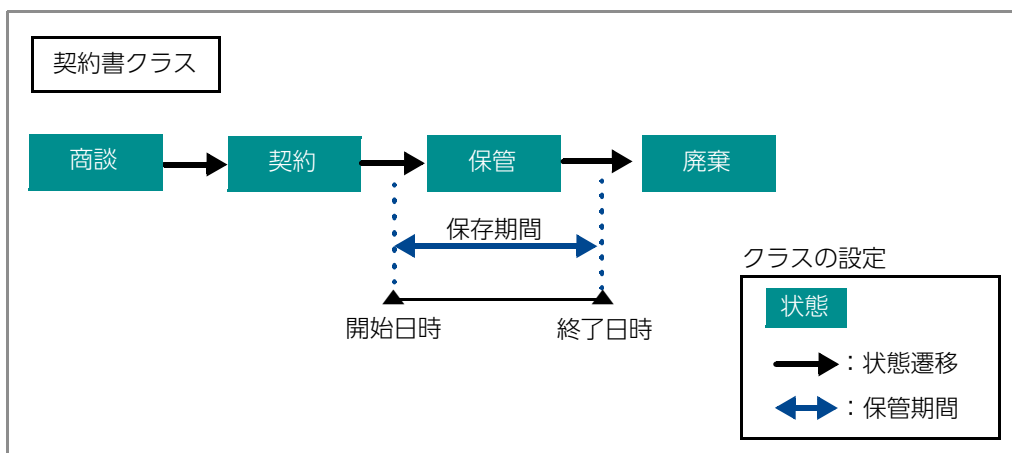 契約書クラス
商談
契約
保管
廃棄
保存期間
開始日時
終了日時
クラスの設定
状態
：状態遷移
：保管期間